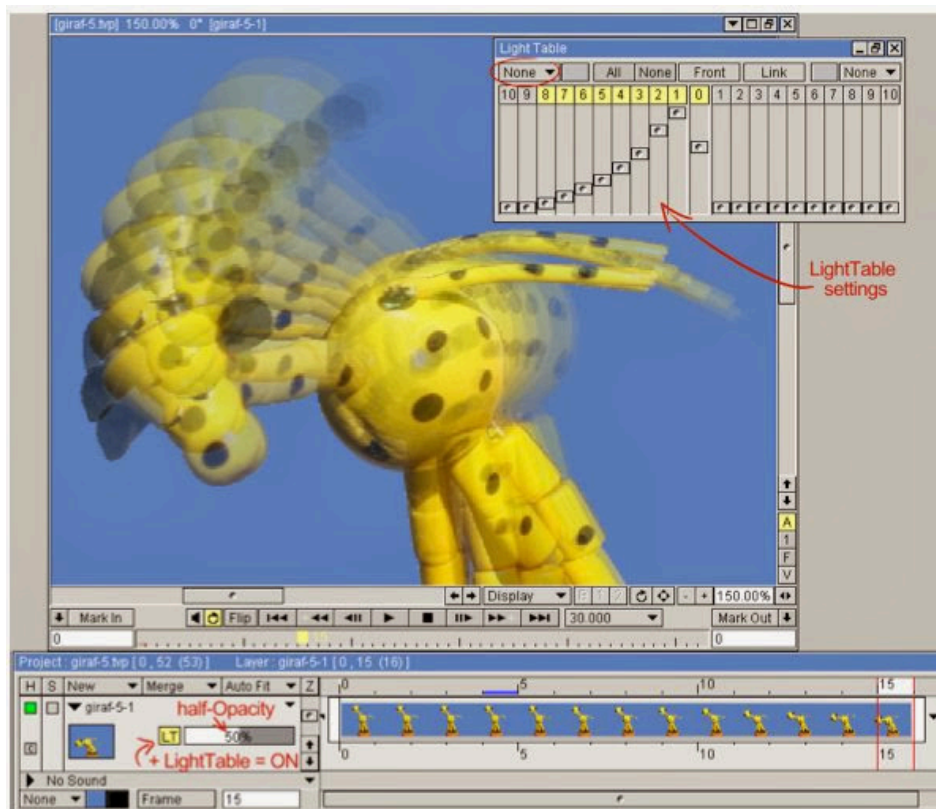 [giraf-5.tvp] 150.00% 0° [giraf-5-1]
Light Table
None All None Front Link None
10 9 8 7 6 5 4 3 2 1 0 1 2 3 4 5 6 7 8 9 10
LightTable
settings
A
1
F
V
Display 150.00%
Mark In Flip 30.000 Mark Out
0 0
Project : giraf-5.tvp [ 0 , 52 (53) ] Layer : giraf-5-1 [ 0 , 15 (16) ]
H S New Merge Auto Fit Z 0 5 10 15
giraf-5-1
half-Opacity
LT 50%
+ LightTable = ON
C
0 5 10 15
No Sound
None Frame 15